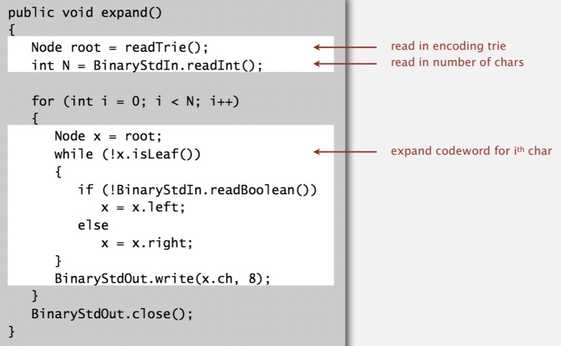 public void expand()
{
Node root = readTrie();
read in encoding trie
int N = BinaryStdIn.readInt();
read in number of chars
for (int i = 0; i < N; i++)
{
Node x = root;
while (!x.isLeaf())
expand codeword for iᵗʰ char
{
if (!BinaryStdIn.readBoolean())
x = x.left;
else
x = x.right;
}
BinaryStdOut.write(x.ch, 8);
}
BinaryStdOut.close();
}